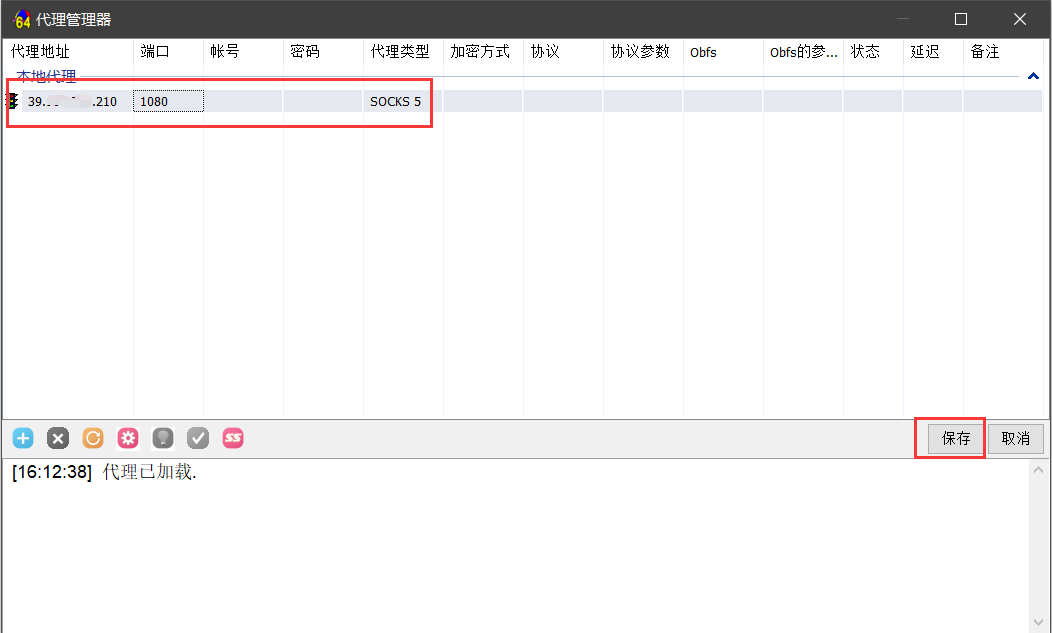 64 代理管理器
代理地址 端口 帐号 密码 代理类型 加密方式 协议 协议参数 Obfs Obfs的参... 状态 延迟 备注
本地代理
39. .210 1080 SOCKS 5
SS 保存 取消
[16:12:38] 代理已加载.